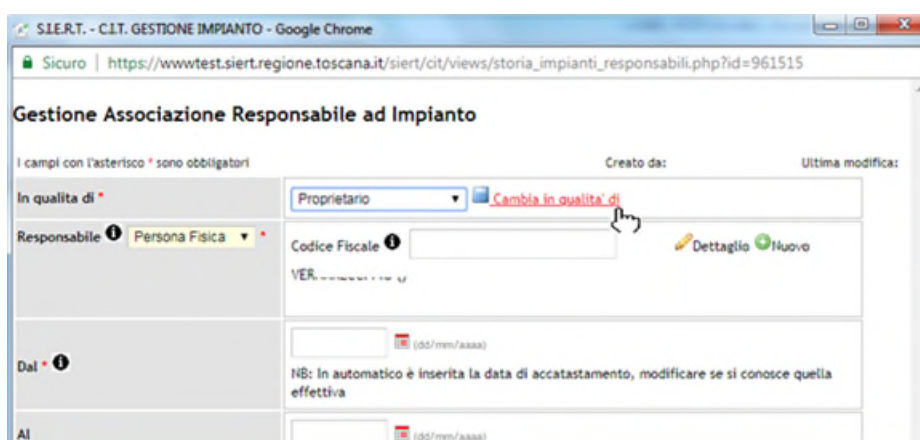 S.I.E.R.T. - C.I.T. GESTIONE IMPIANTO - Google Chrome
Sicuro | https://wwwtest.siert.regione.toscana.it/siert/cit/views/storia_impianti_responsabili.php?id=961515
Gestione Associazione Responsabile ad Impianto
I campi con l'asterisco * sono obbligatori Creato da: Ultima modifica:
In qualita di * Proprietario Cambia in qualita' di
Responsabile Persona Fisica * Codice Fiscale Dettaglio Nuovo
Dal * (dd/mm/aaaa)
NB: In automatico è inserita la data di accatastamento, modificare se si conosce quella
effettiva
Al (dd/mm/aaaa)